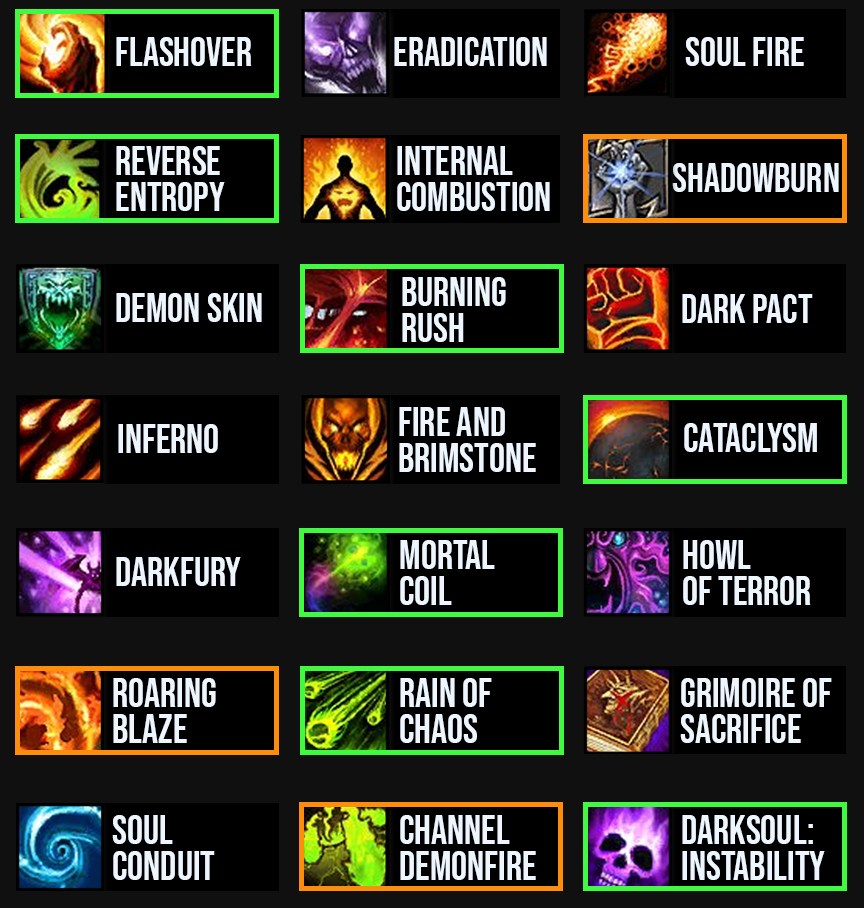 FLASHOVER
ERADICATION
SOUL FIRE
REVERSE
ENTROPY
INTERNAL
COMBUSTION
SHADOWBURN
DEMON SKIN
BURNING
RUSH
DARK PACT
INFERNO
FIRE AND
BRIMSTONE
CATACLYSM
DARKFURY
MORTAL
COIL
HOWL
OF TERROR
ROARING
BLAZE
RAIN OF
CHAOS
GRIMOIRE OF
SACRIFICE
SOUL
CONDUIT
CHANNEL
DEMONFIRE
DARKSOUL:
INSTABILITY